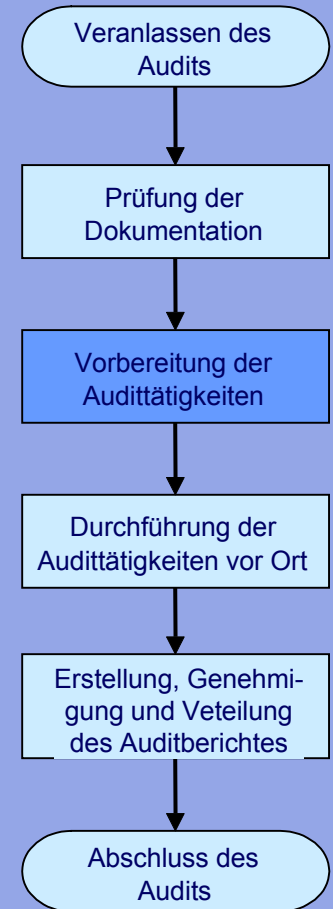 Veranlassen des
Audits
Prüfung der
Dokumentation
Vorbereitung der
Audittätigkeiten
Durchführung der
Audittätigkeiten vor Ort
Erstellung, Genehmi-
gung und Veteilung
des Auditberichtes
Abschluss des
Audits